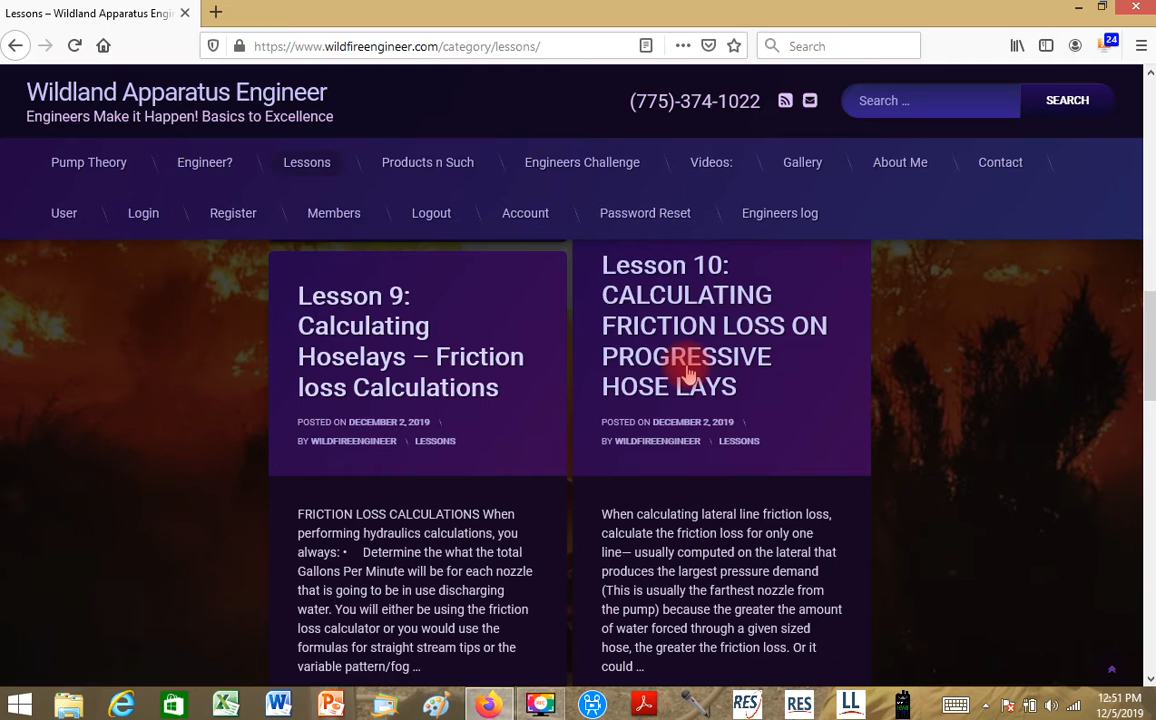 Lessons – Wildland Apparatus Engi
https://www.wildfireengineer.com/category/lessons/
Search
24
Wildland Apparatus Engineer
Engineers Make it Happen! Basics to Excellence
(775)-374-1022
Search …
SEARCH
Pump Theory
Engineer?
Lessons
Products n Such
Engineers Challenge
Videos:
Gallery
About Me
Contact
User
Login
Register
Members
Logout
Account
Password Reset
Engineers log
Lesson 9:
Calculating
Hoselays – Friction
loss Calculations
POSTED ON DECEMBER 2, 2019 \
BY WILDFIREENGINEER \ LESSONS
FRICTION LOSS CALCULATIONS When
performing hydraulics calculations, you
always: • Determine the what the total
Gallons Per Minute will be for each nozzle
that is going to be in use discharging
water. You will either be using the friction
loss calculator or you would use the
formulas for straight stream tips or the
variable pattern/fog …
Lesson 10:
CALCULATING
FRICTION LOSS ON
PROGRESSIVE
HOSE LAYS
POSTED ON DECEMBER 2, 2019 \
BY WILDFIREENGINEER \ LESSONS
When calculating lateral line friction loss,
calculate the friction loss for only one
line— usually computed on the lateral that
produces the largest pressure demand
(This is usually the farthest nozzle from
the pump) because the greater the amount
of water forced through a given sized
hose, the greater the friction loss. Or it
could …
REC
RES
RES
LL
12:51 PM
12/5/2019